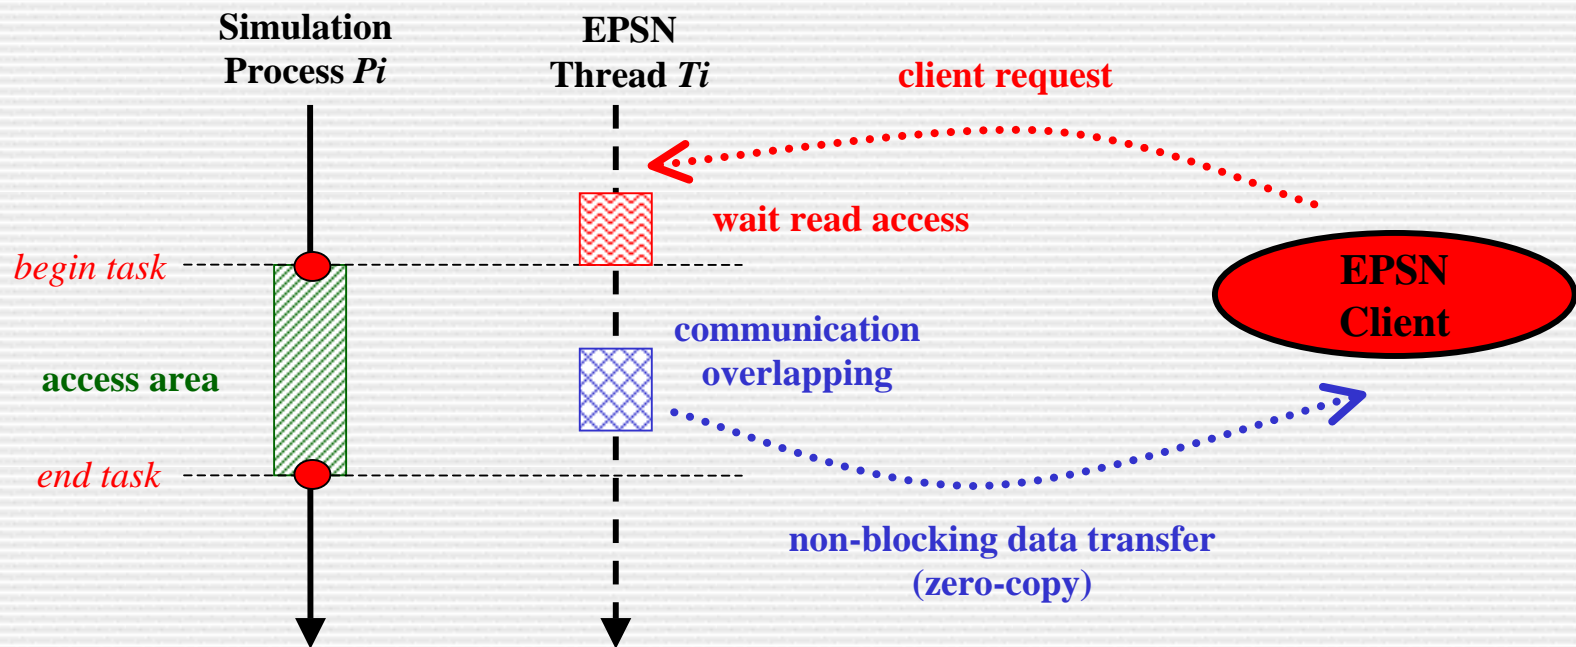 Simulation
Process Pi
EPSN
Thread Ti
client request
wait read access
begin task
EPSN
Client
communication
overlapping
access area
end task
non-blocking data transfer
(zero-copy)